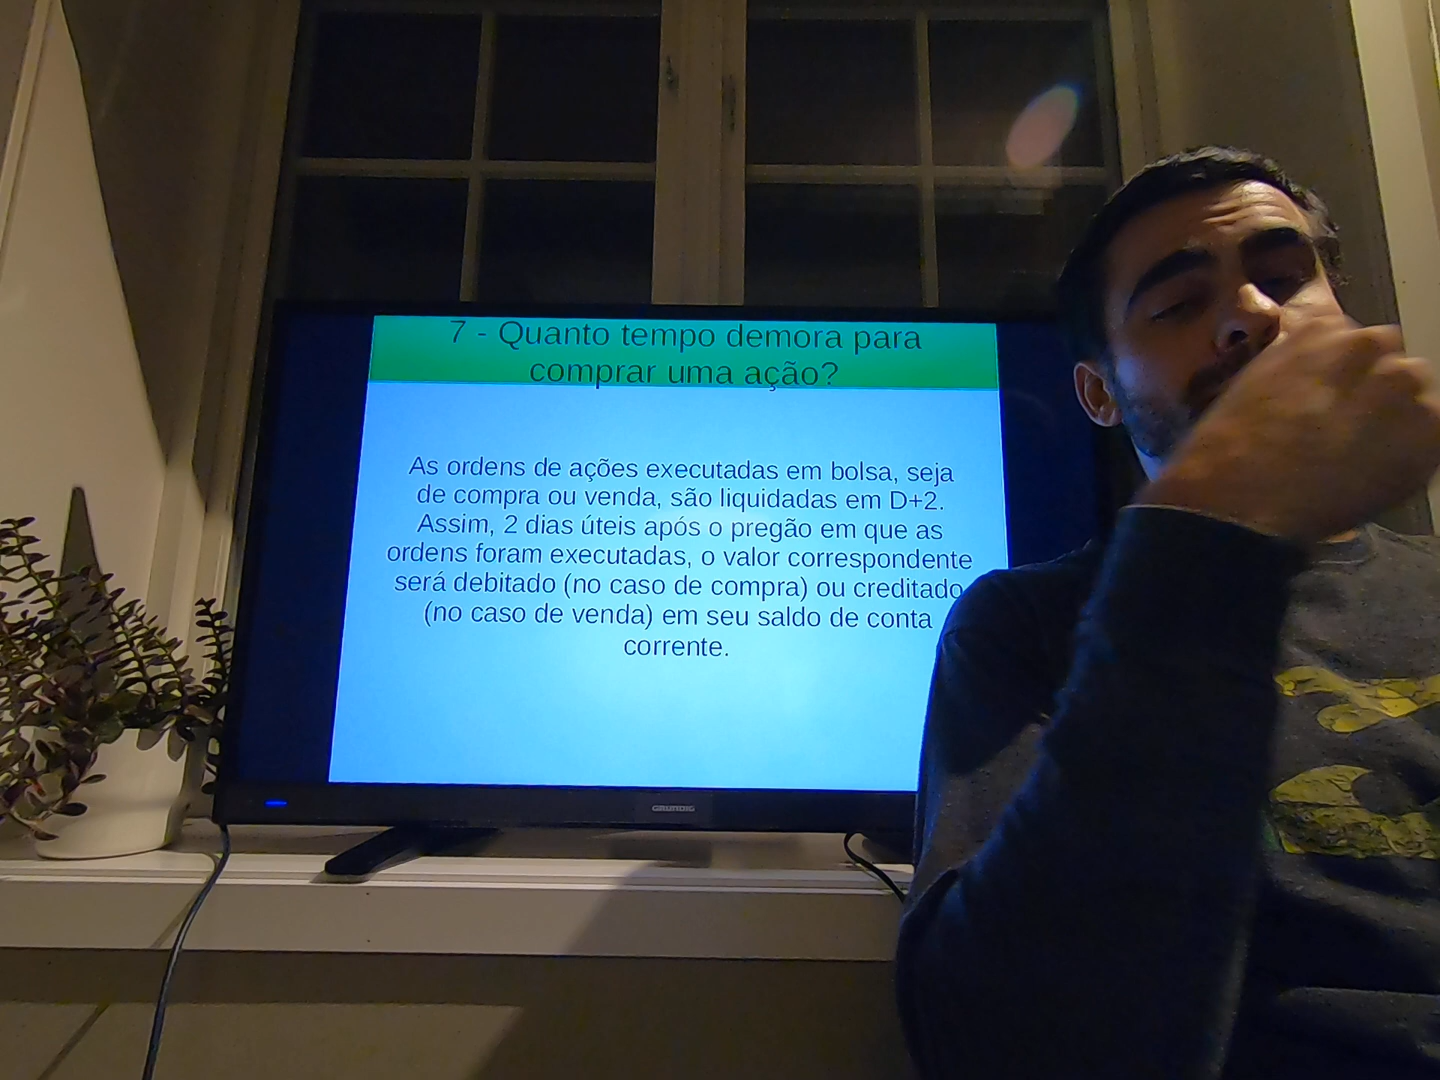 7 - Quanto tempo demora para
comprar uma ação?
As ordens de ações executadas em bolsa, seja
de compra ou venda, são liquidadas em D+2.
Assim, 2 dias úteis após o pregão em que as
ordens foram executadas, o valor correspondente
será debitado (no caso de compra) ou creditado
(no caso de venda) em seu saldo de conta
corrente.
GRUNDIG